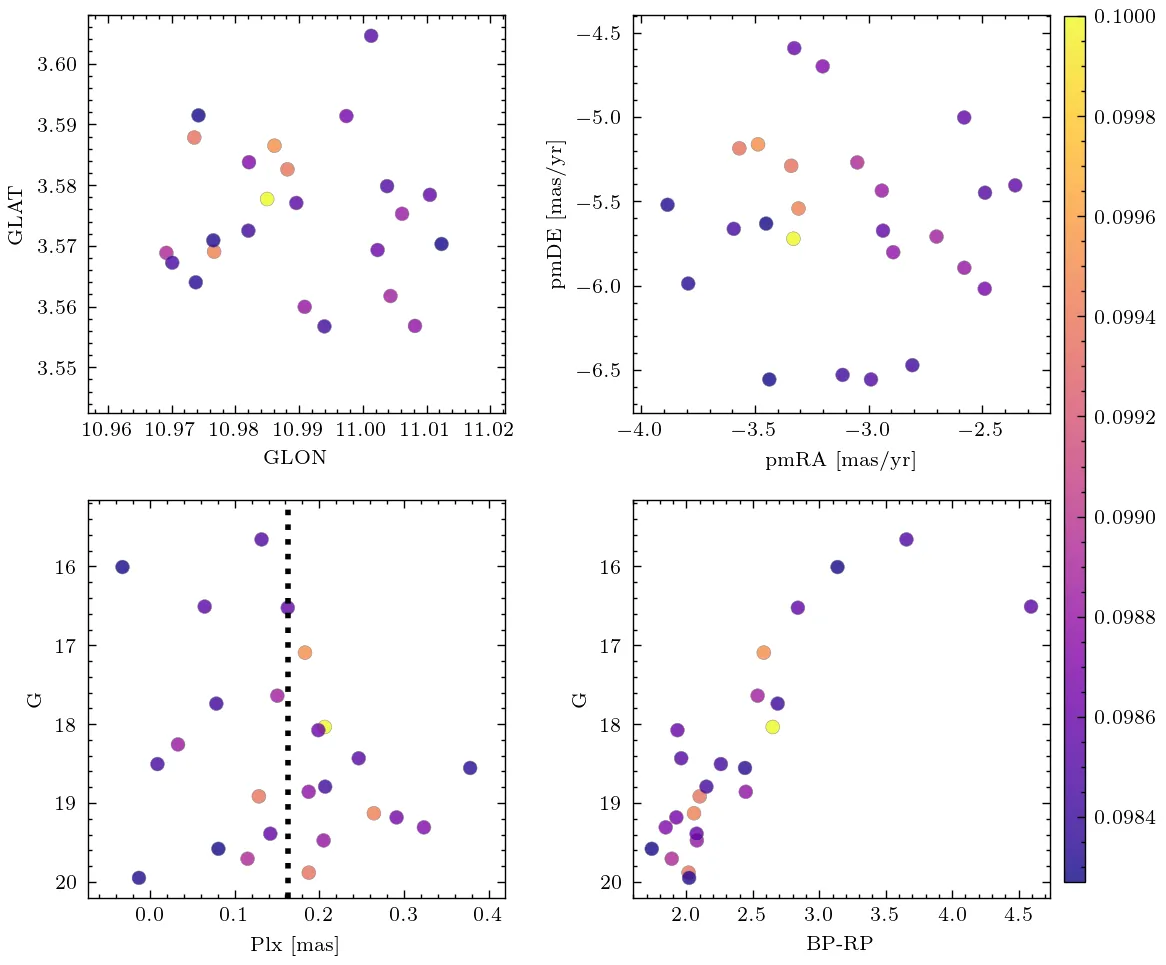 3.60
3.59
3.58
3.57
3.56
3.55
GLAT
10.96 10.97 10.98 10.99 11.00 11.01 11.02
GLON
−4.5
−5.0
−5.5
−6.0
−6.5
pmDE [mas/yr]
−4.0 −3.5 −3.0 −2.5
pmRA [mas/yr]
0.1000
0.0998
0.0996
0.0994
0.0992
0.0990
0.0988
0.0986
0.0984
16
17
18
19
20
G
0.0 0.1 0.2 0.3 0.4
Plx [mas]
16
17
18
19
20
G
2.0 2.5 3.0 3.5 4.0 4.5
BP-RP